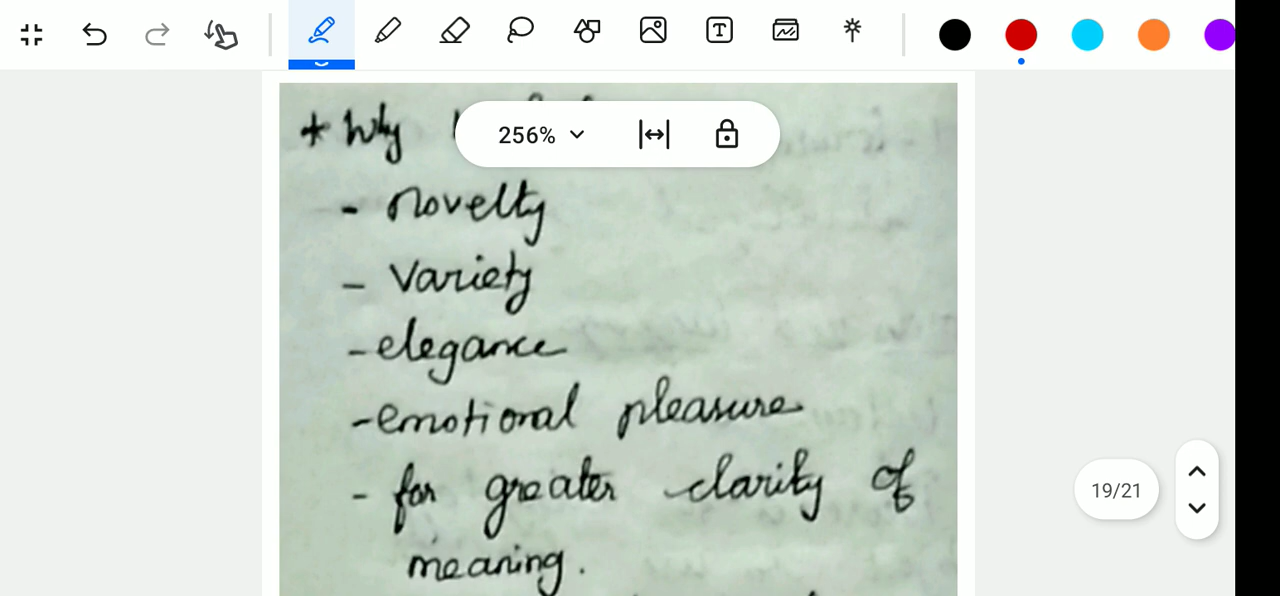 256%
* Why
- novelty
- Variety
- elegance
- emotional pleasure
- for greater clarity of
meaning.
19/21